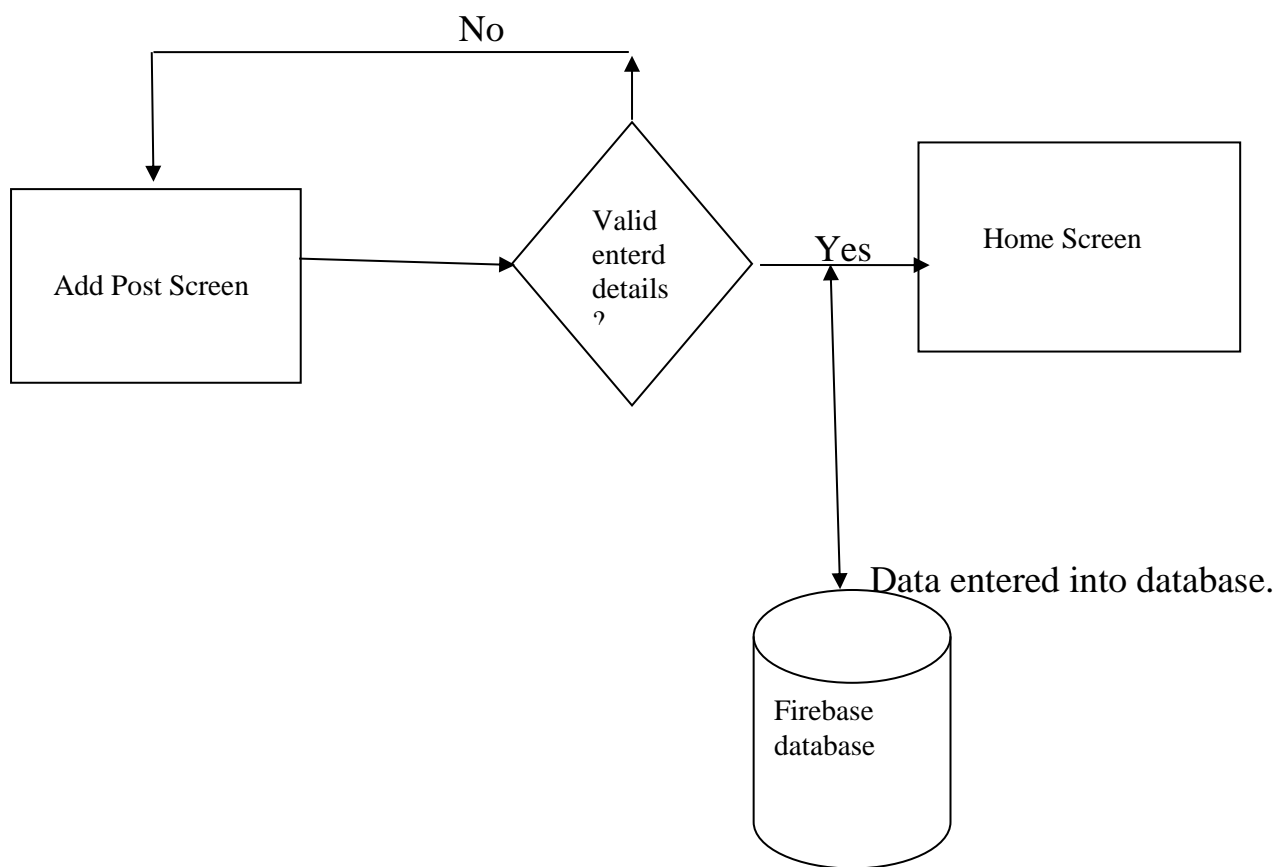 No
Add Post Screen
Valid
enterd
details
?
Yes
Home Screen
Data entered into database.
Firebase
database